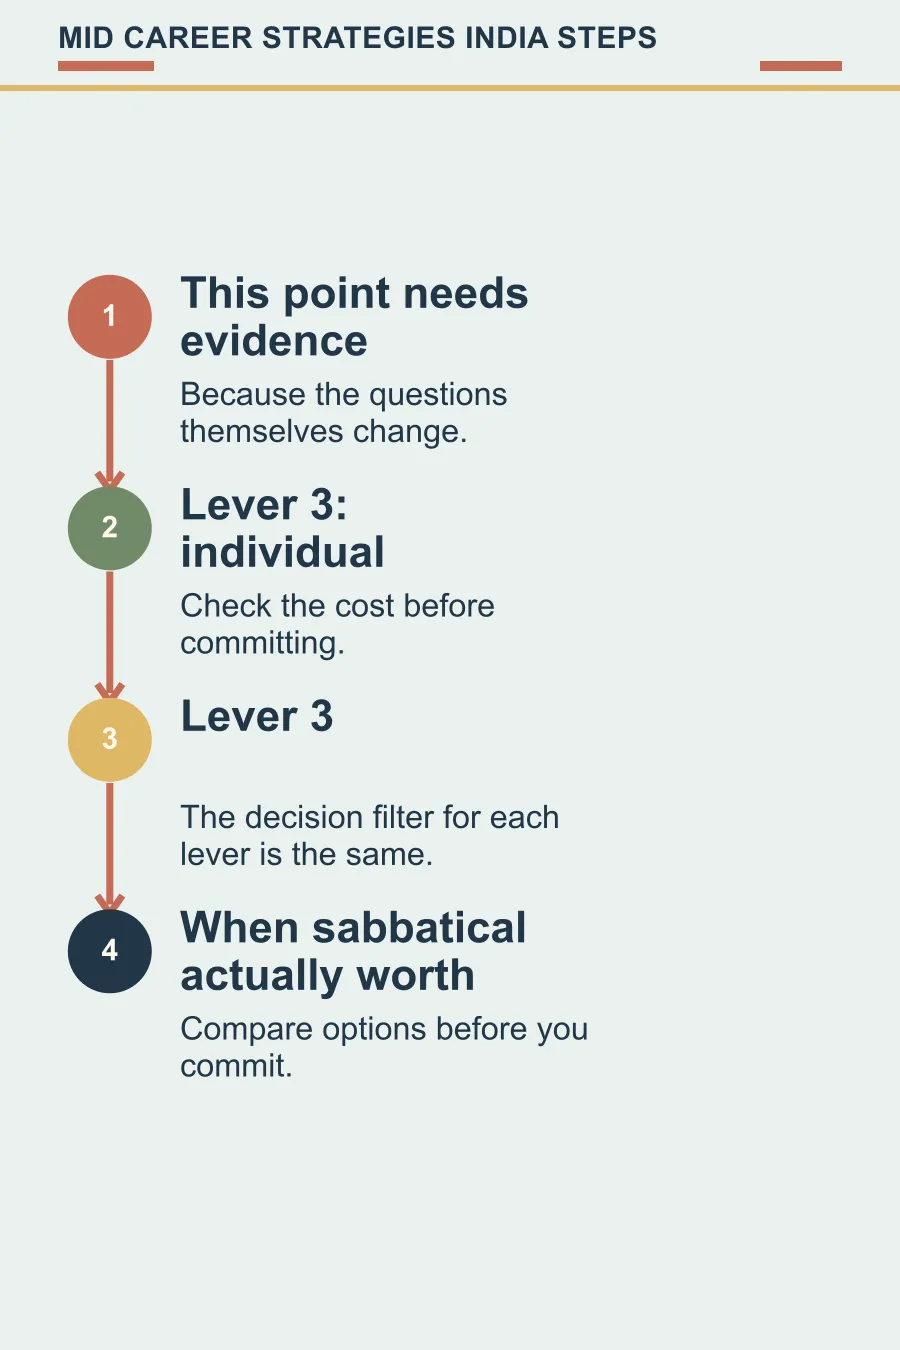 MID CAREER STRATEGIES INDIA STEPS
1
This point needs
evidence
Because the questions
themselves change.
2
Lever 3:
individual
Check the cost before
committing.
3
Lever 3
The decision filter for each
lever is the same.
4
When sabbatical
actually worth
Compare options before you
commit.